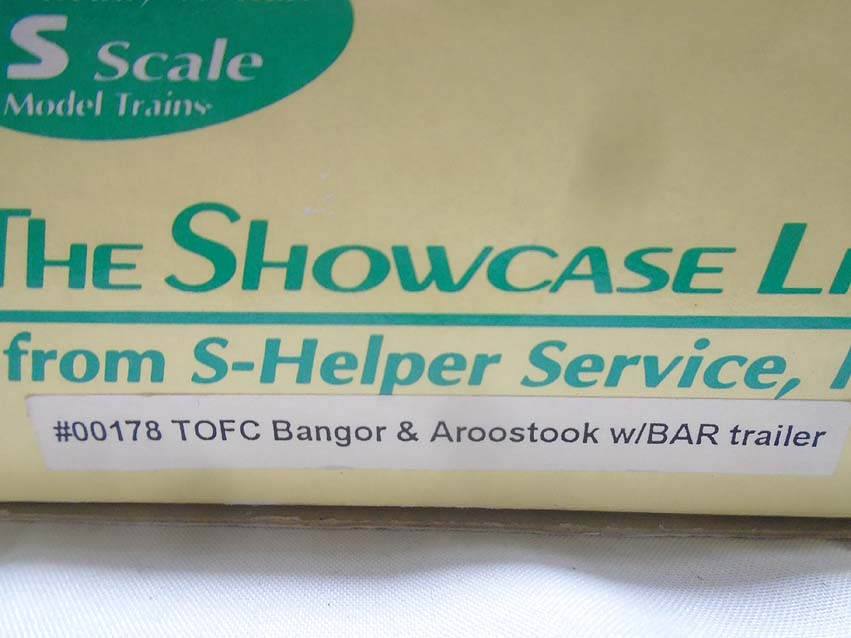 S Scale
Model Trains
THE SHOWCASE
from S-Helper Service,
#00178 TOFC Bangor & Aroostook w/BAR trailer